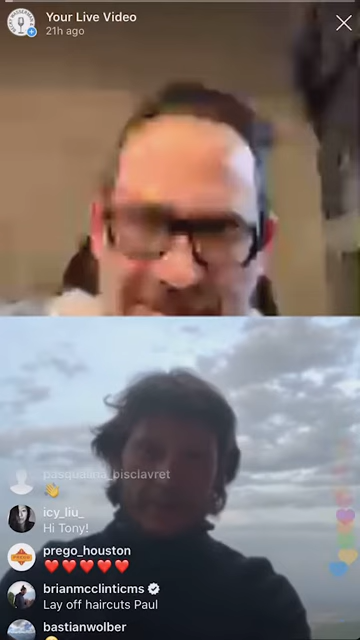 Your Live Video
21h ago
pasqualina_bisclavret
👋
icy_liu_
Hi Tony!
prego_houston
❤️❤️❤️❤️❤️
brianmcclinticms
Lay off haircuts Paul
bastianwolber